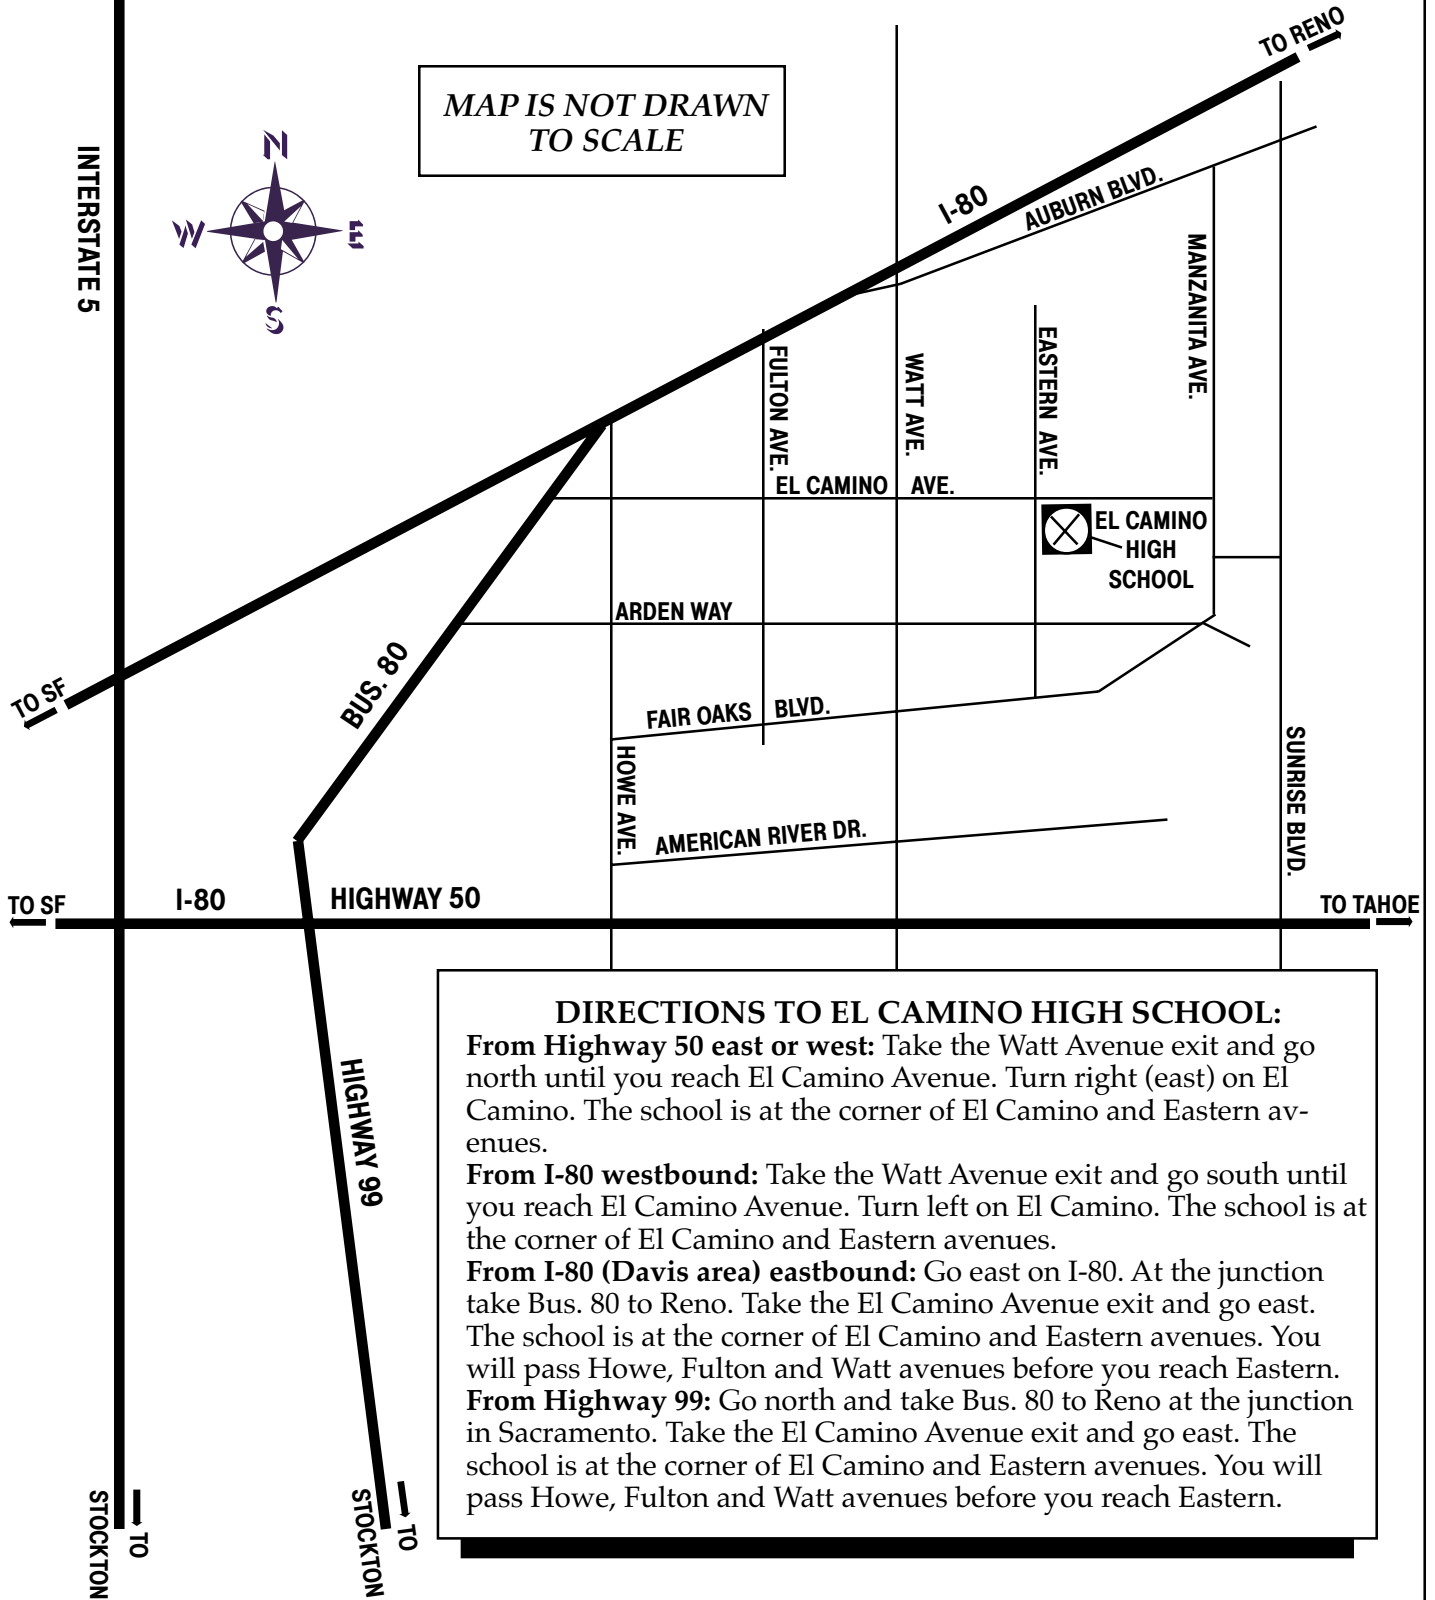 TO RENO
MAP IS NOT DRAWN
TO SCALE
N
W
E
S
INTERSTATE 5
I-80
AUBURN BLVD.
MANZANITA AVE.
FULTON AVE.
WATT AVE.
EASTERN AVE.
EL CAMINO AVE.
EL CAMINO
HIGH
SCHOOL
ARDEN WAY
BUS. 80
TO SF
FAIR OAKS BLVD.
HOWE AVE.
SUNRISE BLVD.
AMERICAN RIVER DR.
TO SF
I-80
HIGHWAY 50
TO TAHOE
HIGHWAY 99
DIRECTIONS TO EL CAMINO HIGH SCHOOL:
From Highway 50 east or west: Take the Watt Avenue exit and go
north until you reach El Camino Avenue. Turn right (east) on El
Camino. The school is at the corner of El Camino and Eastern av-
enues.
From I-80 westbound: Take the Watt Avenue exit and go south until
you reach El Camino Avenue. Turn left on El Camino. The school is at
the corner of El Camino and Eastern avenues.
From I-80 (Davis area) eastbound: Go east on I-80. At the junction
take Bus. 80 to Reno. Take the El Camino Avenue exit and go east.
The school is at the corner of El Camino and Eastern avenues. You
will pass Howe, Fulton and Watt avenues before you reach Eastern.
From Highway 99: Go north and take Bus. 80 to Reno at the junction
in Sacramento. Take the El Camino Avenue exit and go east. The
school is at the corner of El Camino and Eastern avenues. You will
pass Howe, Fulton and Watt avenues before you reach Eastern.
TO
STOCKTON
TO
STOCKTON